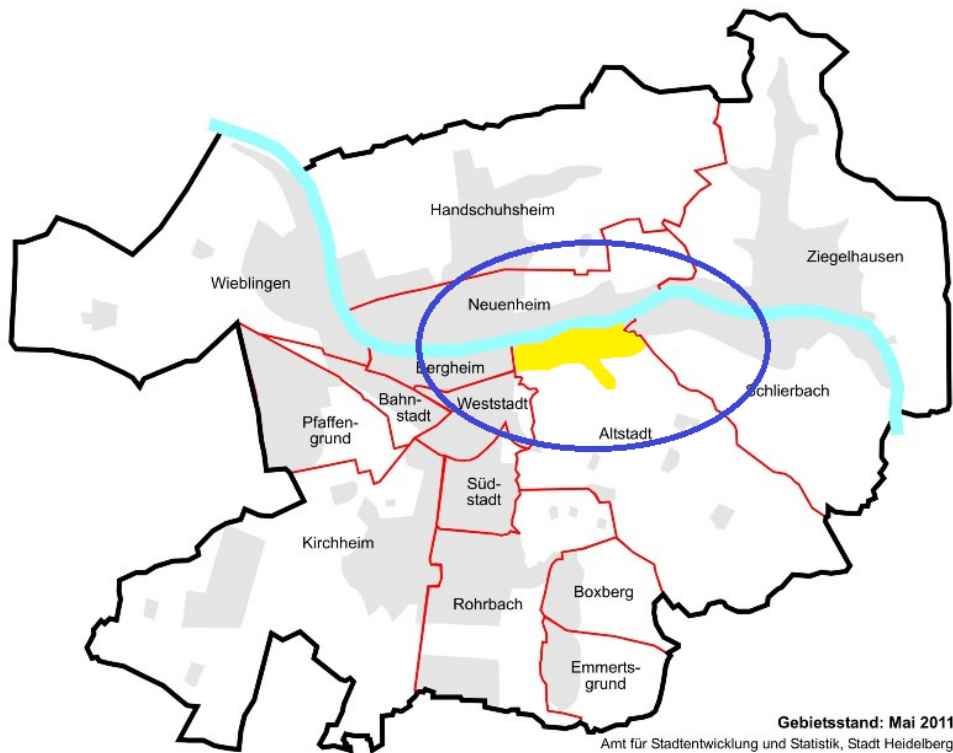 Handschuhsheim
Ziegelhausen
Wieblingen
Neuenheim
Bergheim
Schlierbach
Bahn-
stadt
Weststadt
Pfaffen-
grund
Altstadt
Süd-
stadt
Kirchheim
Boxberg
Rohrbach
Emmerts-
grund
Gebietsstand: Mai 2011
Amt für Stadtentwicklung und Statistik, Stadt Heidelberg